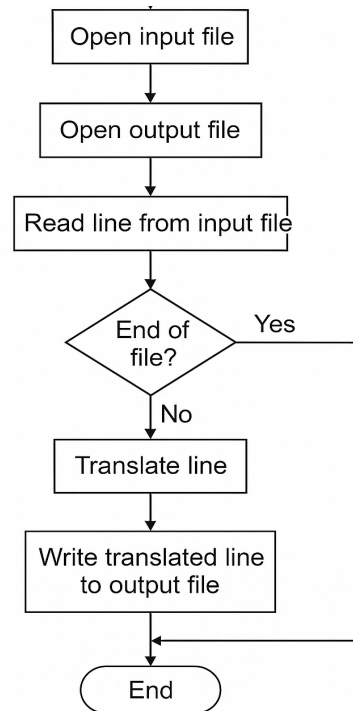 Open input file
Open output file
Read line from input file
End of
file?
Yes
No
Translate line
Write translated line
to output file
End